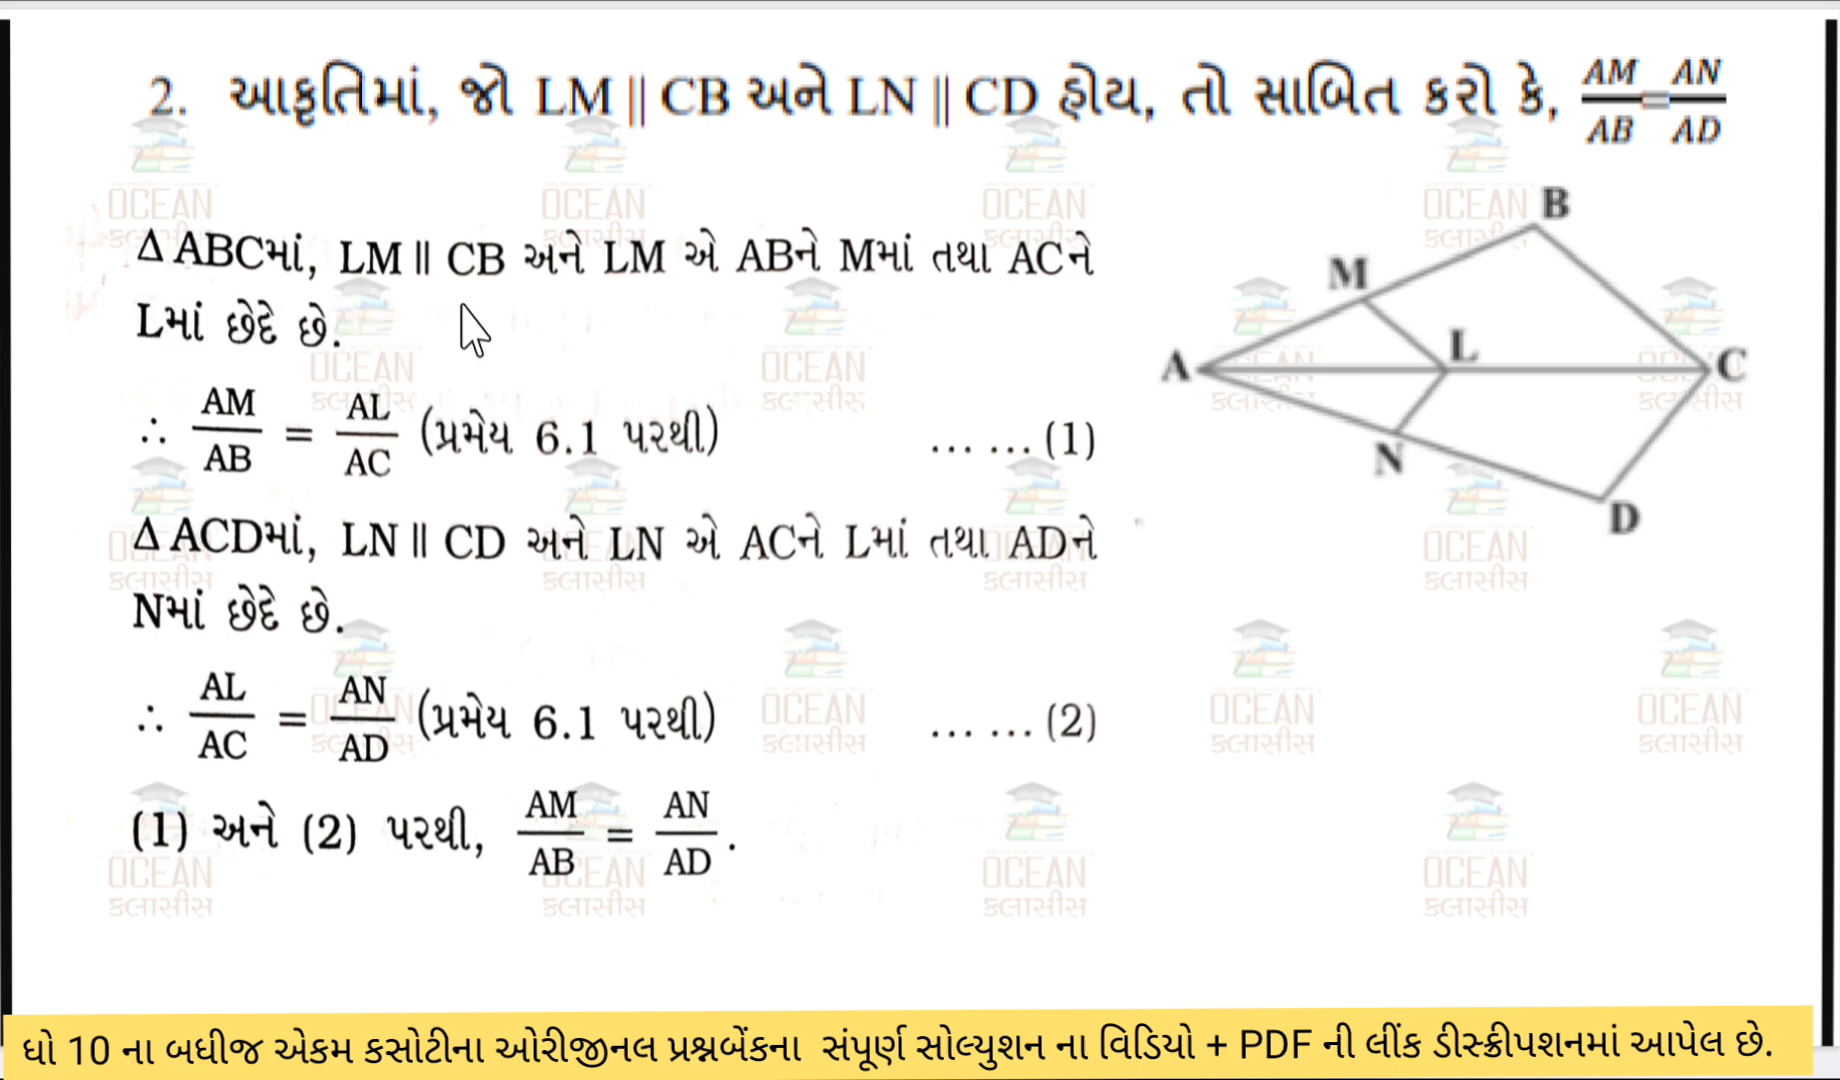 2. આકૃતિમાં, જો LM || CB અને LN || CD હોય, તો સાબિત કરો કે, AM/AB = AN/AD
Δ ABCમાં, LM || CB અને LM એ ABને Mમાં તથા ACને
Lમાં છેદે છે.
∴ AM/AB = AL/AC (પ્રમેય 6.1 પરથી) ... ... (1)
Δ ACDમાં, LN || CD અને LN એ ACને Lમાં તથા ADને
Nમાં છેદે છે.
∴ AL/AC = AN/AD (પ્રમેય 6.1 પરથી) ... ... (2)
(1) અને (2) પરથી, AM/AB = AN/AD .
B
M
L
A
C
N
D
OCEAN
ક્લાસીસ
ધો 10 ના બધીજ એકમ કસોટીના ઓરીજીનલ પ્રશ્નબેંકના સંપૂર્ણ સોલ્યુશન ના વિડિયો + PDF ની લીંક ડીસ્ક્રીપશનમાં આપેલ છે.